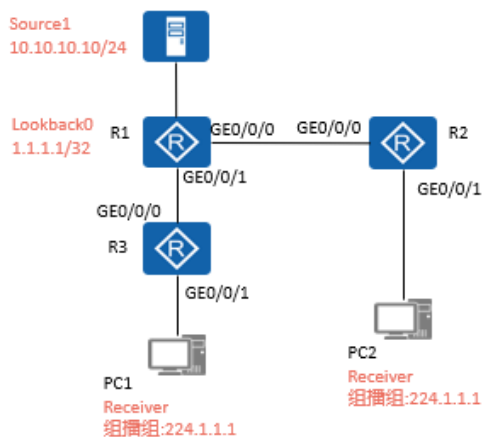 Source1
10.10.10.10/24
Lookback0
1.1.1.1/32
R1
R
GE0/0/0
GE0/0/0
R
R2
GE0/0/1
GE0/0/1
GE0/0/0
R3
R
GE0/0/1
PC1
Receiver
组播组:224.1.1.1
PC2
Receiver
组播组:224.1.1.1